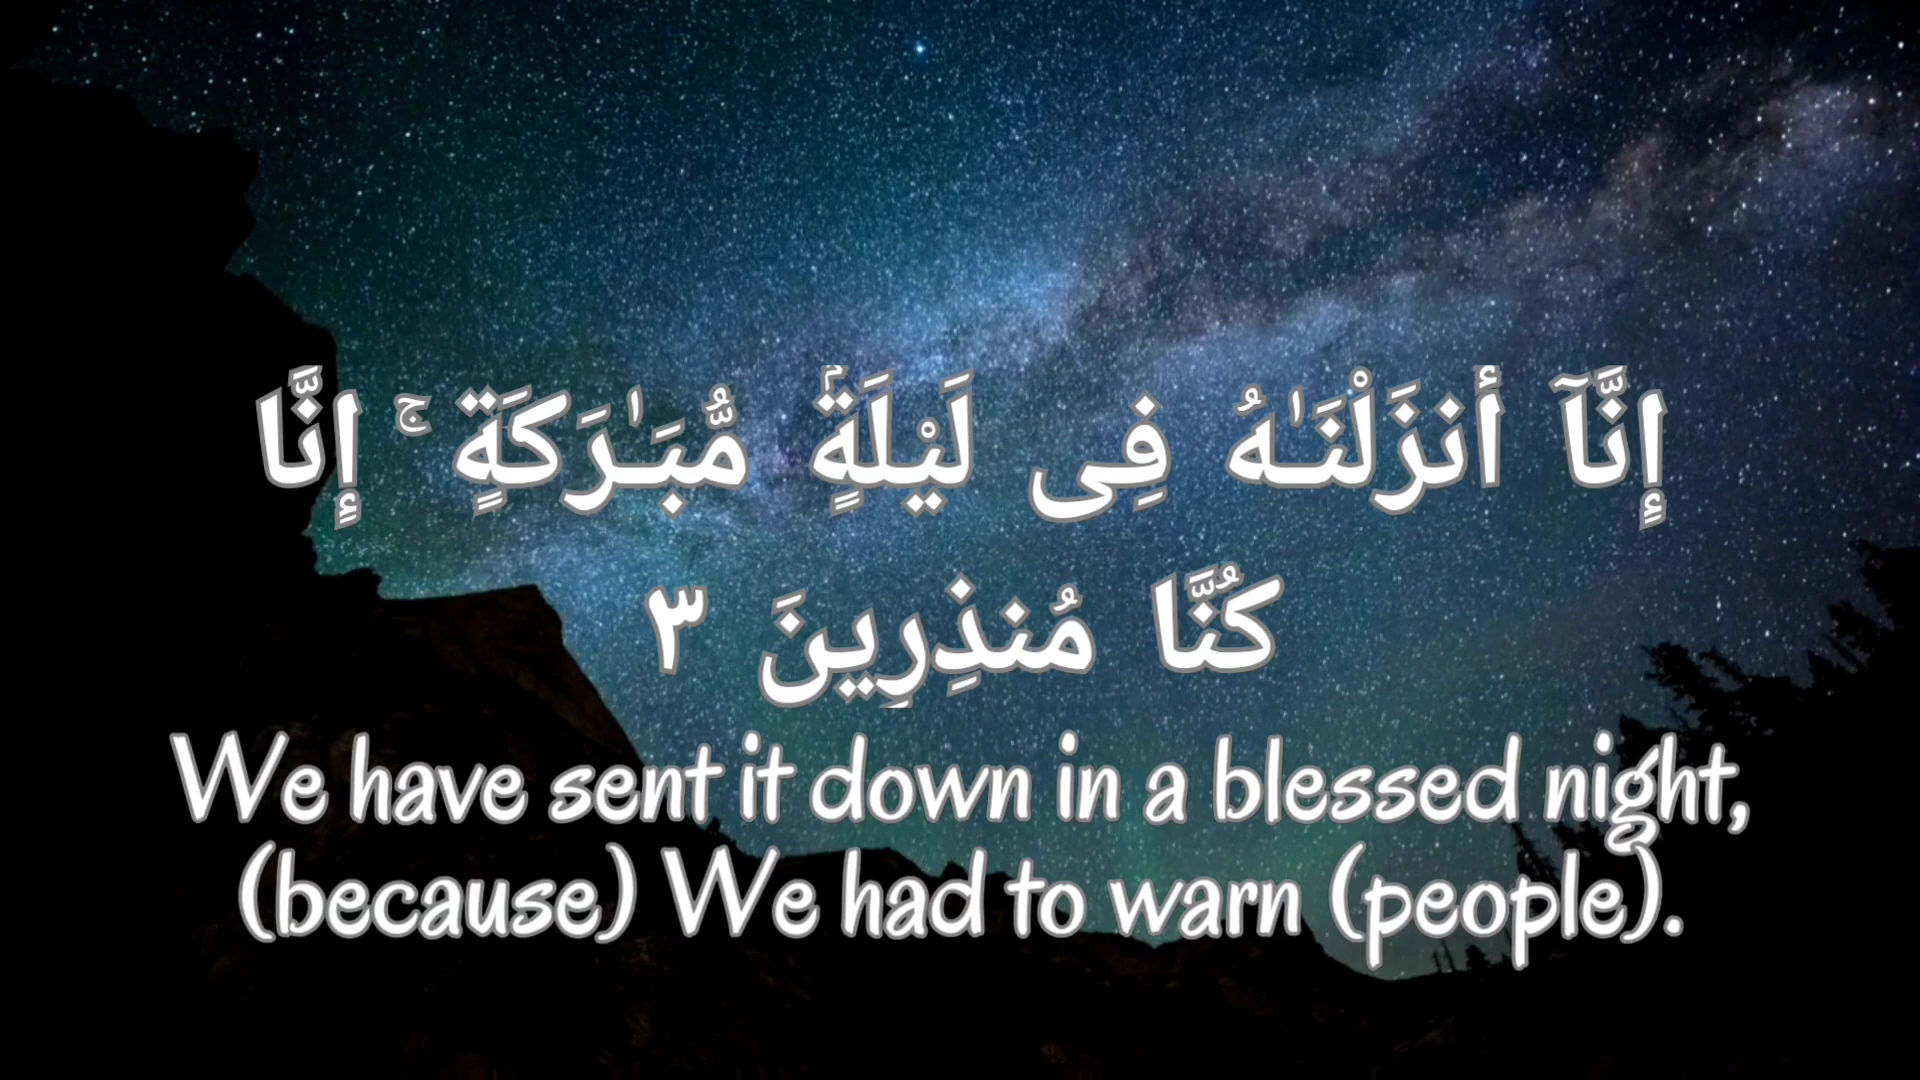 إِنَّآ أَنزَلْنَـٰهُ فِى لَيْلَةٍۢ مُّبَـٰرَكَةٍ ۚ إِنَّا
كُنَّا مُنذِرِينَ ٣
We have sent it down in a blessed night,
(because) We had to warn (people).